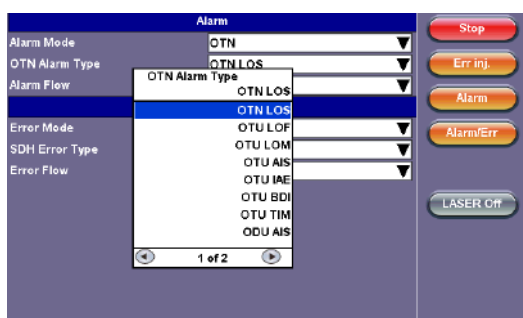 Alarm
Alarm Mode OTN
OTN Alarm Type OTN LOS
Alarm Flow
Error Mode
SDH Error Type
Error Flow
OTN Alarm Type
OTN LOS
OTN LOS
OTU LOF
OTU LOM
OTU AIS
OTU IAE
OTU BDI
OTU TIM
ODU AIS
1 of 2
Stop
Err inj.
Alarm
Alarm/Err
LASER Off